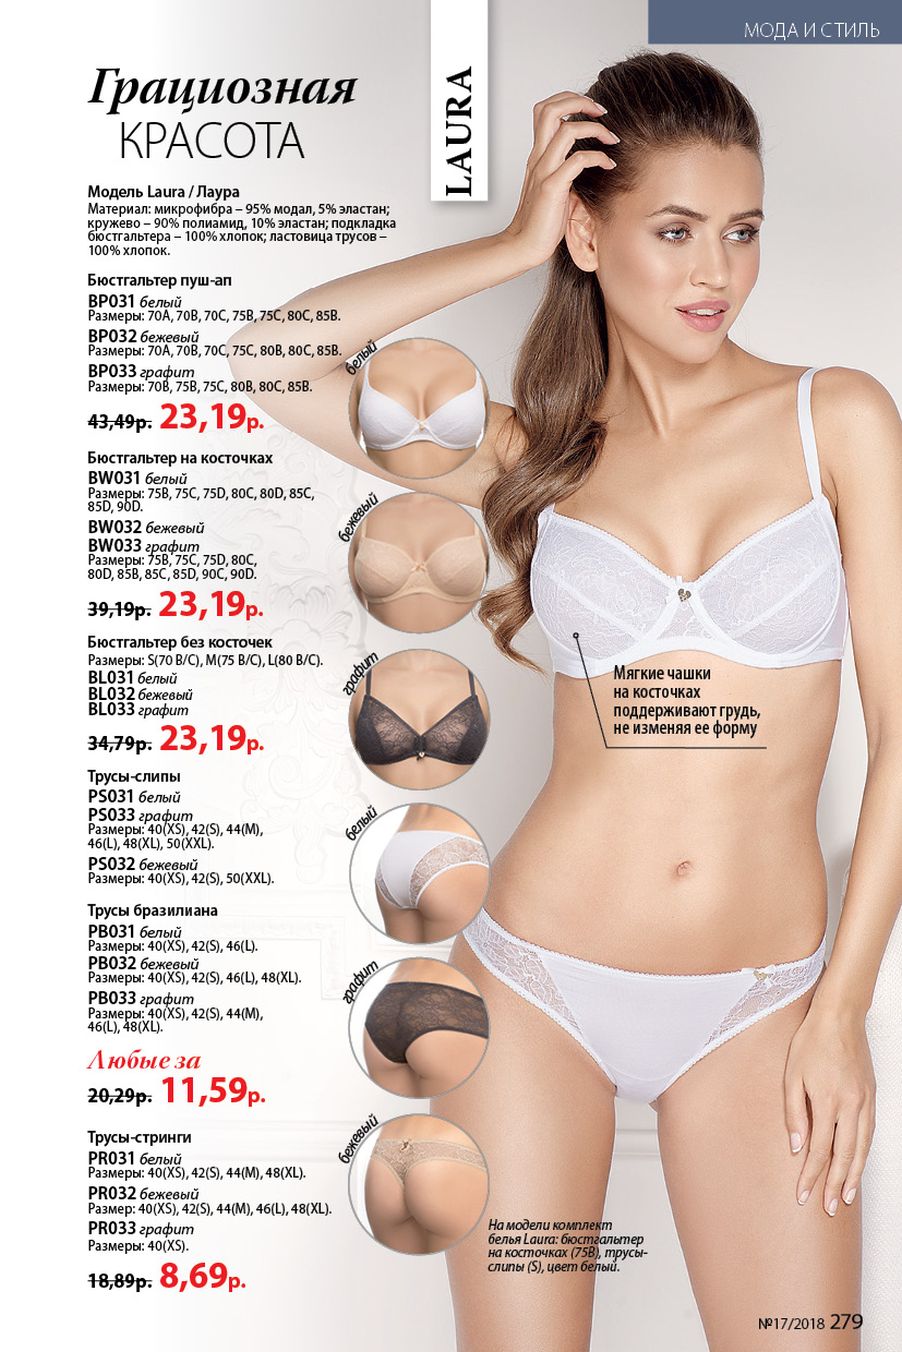 МОДА И СТИЛЬ
Грациозная
КРАСОТА
LAURA
Модель Laura / Лаура
Материал: микрофибра – 95% модал, 5% эластан;
кружево – 90% полиамид, 10% эластан; подкладка
бюстгальтера – 100% хлопок; ластовица трусов –
100% хлопок.
Бюстгальтер пуш-ап
BP031 белый
Размеры: 70A, 70B, 70C, 75B, 75C, 80C, 85B.
BP032 бежевый
Размеры: 70A, 70B, 70C, 75C, 80B, 80C, 85B.
BP033 графит
Размеры: 70B, 75B, 75C, 80B, 80C, 85B.
43,49р. 23,19р.
белый
Бюстгальтер на косточках
BW031 белый
Размеры: 75B, 75C, 75D, 80C, 80D, 85C,
85D, 90D.
BW032 бежевый
BW033 графит
Размеры: 75B, 75C, 75D, 80C,
80D, 85B, 85C, 85D, 90C, 90D.
39,19р. 23,19р.
бежевый
Бюстгальтер без косточек
Размеры: S(70 B/C), M(75 B/C), L(80 B/C).
BL031 белый
BL032 бежевый
BL033 графит
34,79р. 23,19р.
графит
Мягкие чашки
на косточках
поддерживают грудь,
не изменяя ее форму
Трусы-слипы
PS031 белый
PS033 графит
Размеры: 40(XS), 42(S), 44(M),
46(L), 48(XL), 50(XXL).
PS032 бежевый
Размеры: 40(XS), 42(S), 50(XXL).
белый
Трусы бразилиана
PB031 белый
Размеры: 40(XS), 42(S), 46(L).
PB032 бежевый
Размеры: 40(XS), 42(S), 46(L), 48(XL).
PB033 графит
Размеры: 40(XS), 42(S), 44(M),
46(L), 48(XL).
графит
Любые за
20,29р. 11,59р.
Трусы-стринги
PR031 белый
Размеры: 40(XS), 42(S), 44(M), 48(XL).
PR032 бежевый
Размер: 40(XS), 42(S), 44(M), 46(L), 48(XL).
PR033 графит
Размеры: 40(XS).
18,89р. 8,69р.
бежевый
На модели комплект
белья Laura: бюстгальтер
на косточках (75B), трусы-
слипы (S), цвет белый.
№17/2018 279